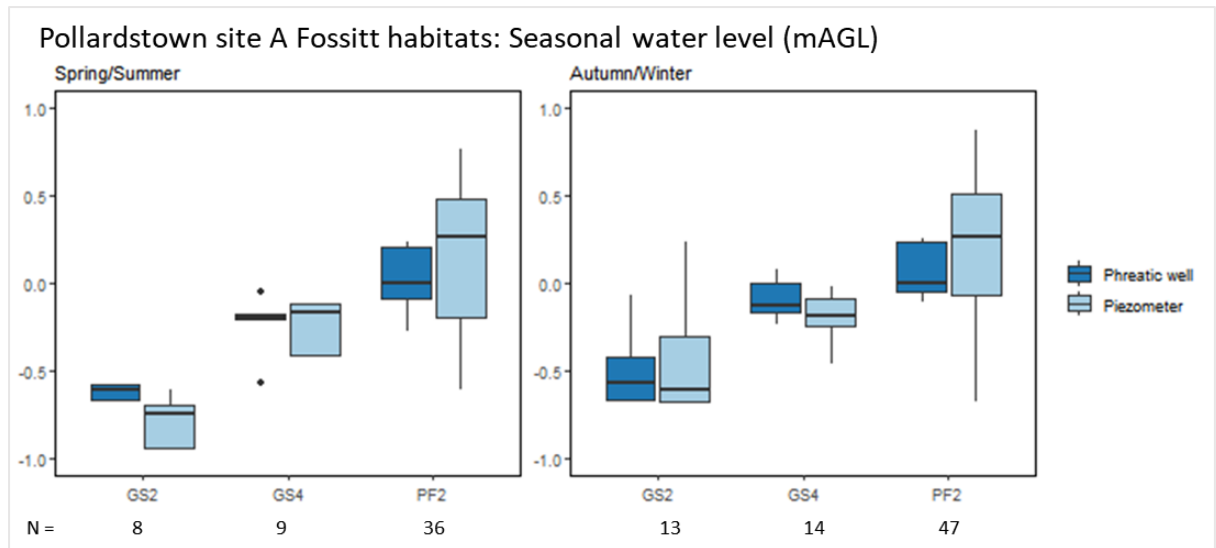 Pollardstown site A Fossitt habitats: Seasonal water level (mAGL)
Spring/Summer
Autumn/Winter
1.0
0.5
0.0
-0.5
-1.0
1.0
0.5
0.0
-0.5
-1.0
Phreatic well
Piezometer
GS2 GS4 PF2
GS2 GS4 PF2
N = 8 9 36 13 14 47